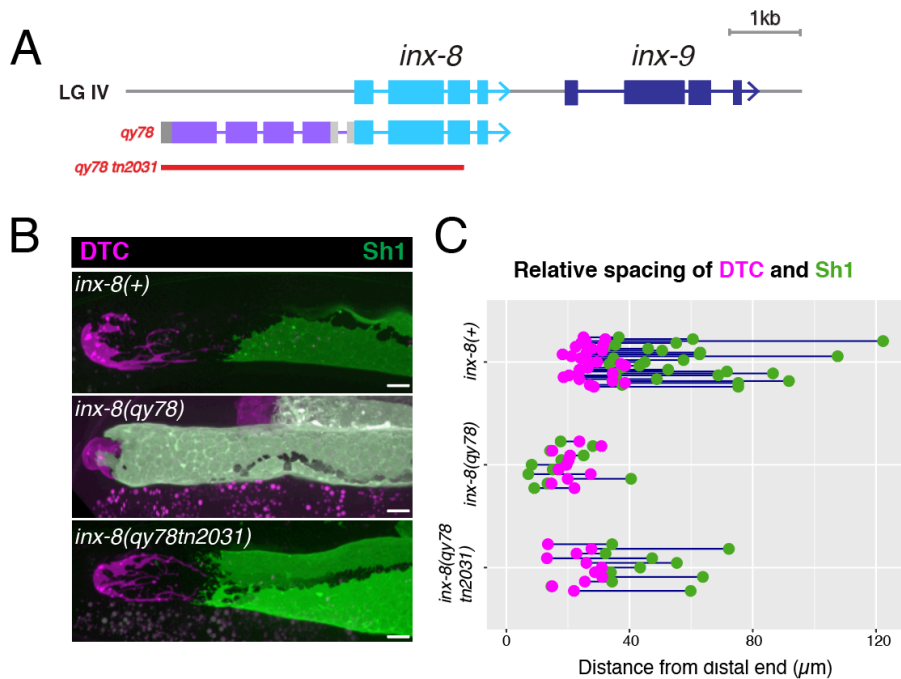 A
1kb
inx-8
inx-9
LG IV
qy78
qy78 tn2031
B
DTC
Sh1
inx-8(+)
inx-8(qy78)
inx-8(qy78tn2031)
C
Relative spacing of DTC and Sh1
inx-8(+)
inx-8(qy78)
inx-8(qy78
tn2031)
0
40
80
120
Distance from distal end (µm)